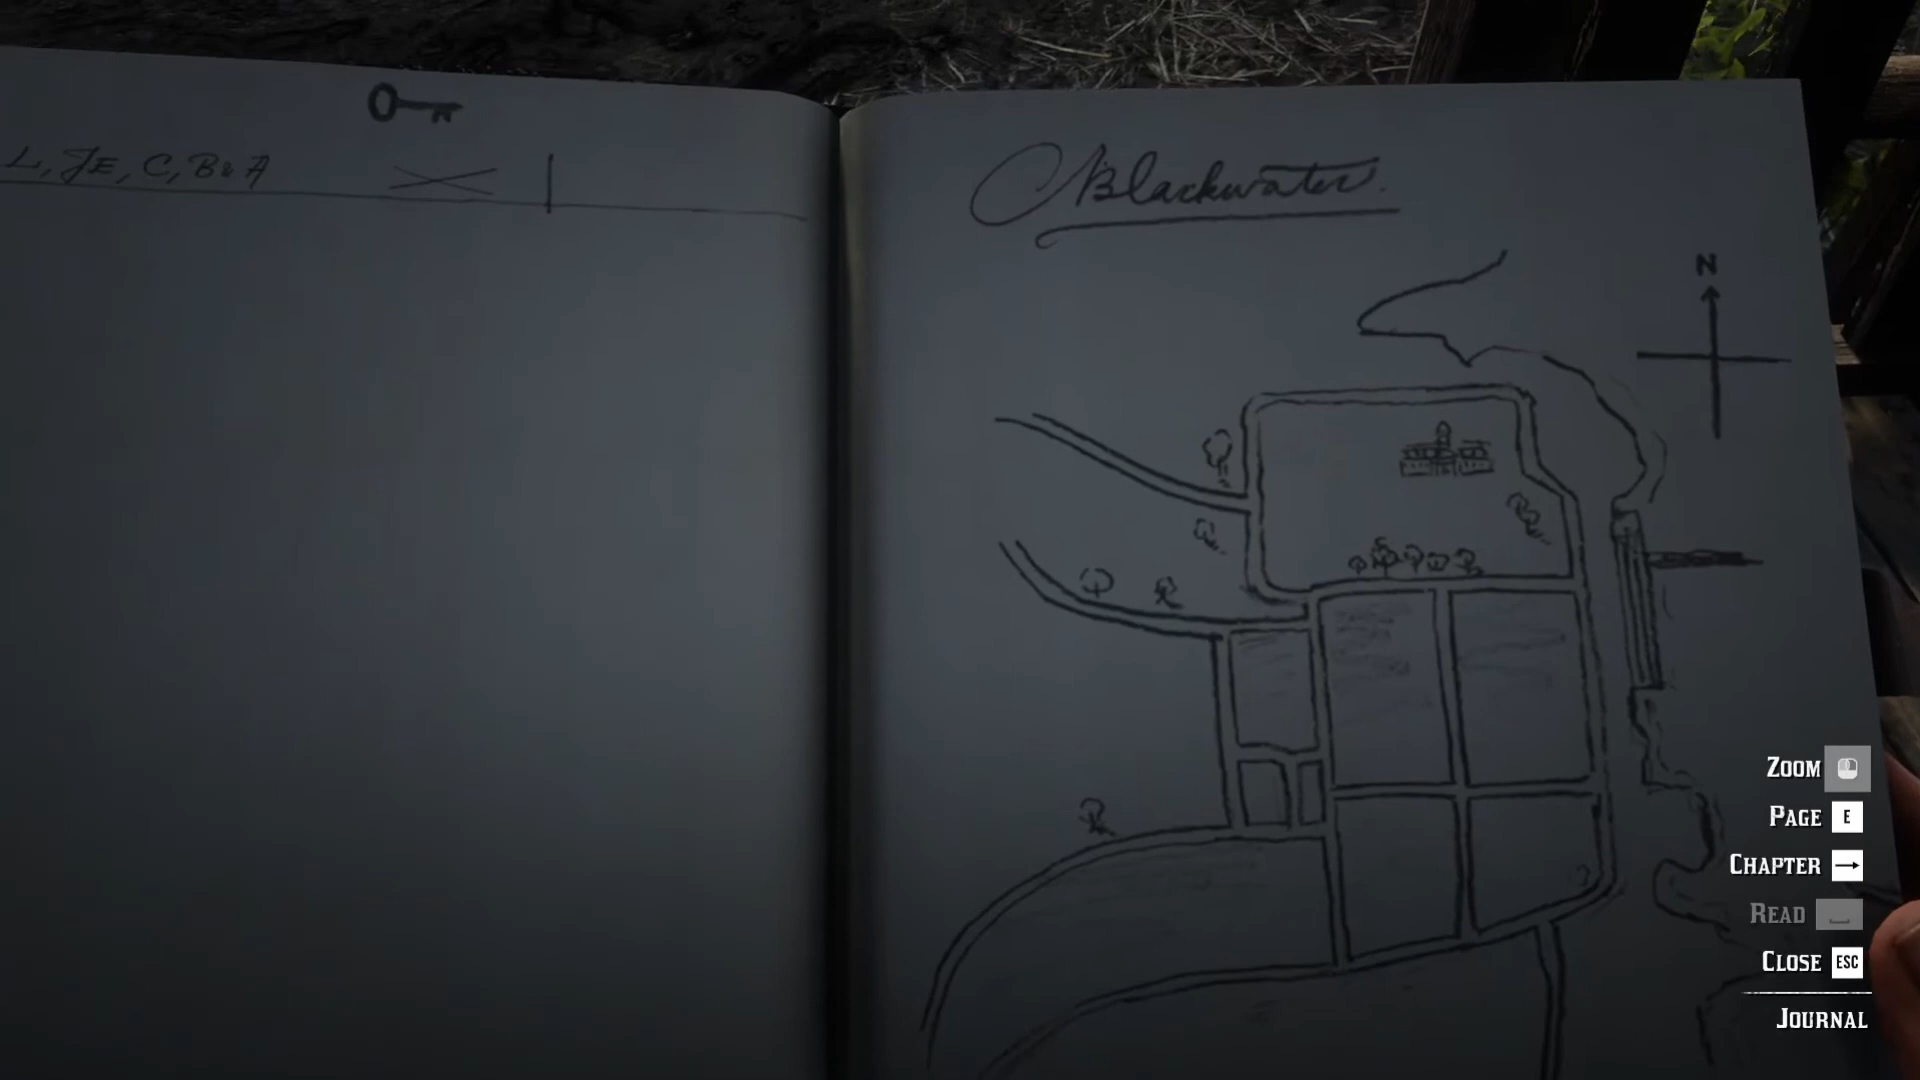 L, JE, C, B & A
Blackwater.
N
ZOOM
PAGE E
CHAPTER →
READ
CLOSE ESC
JOURNAL